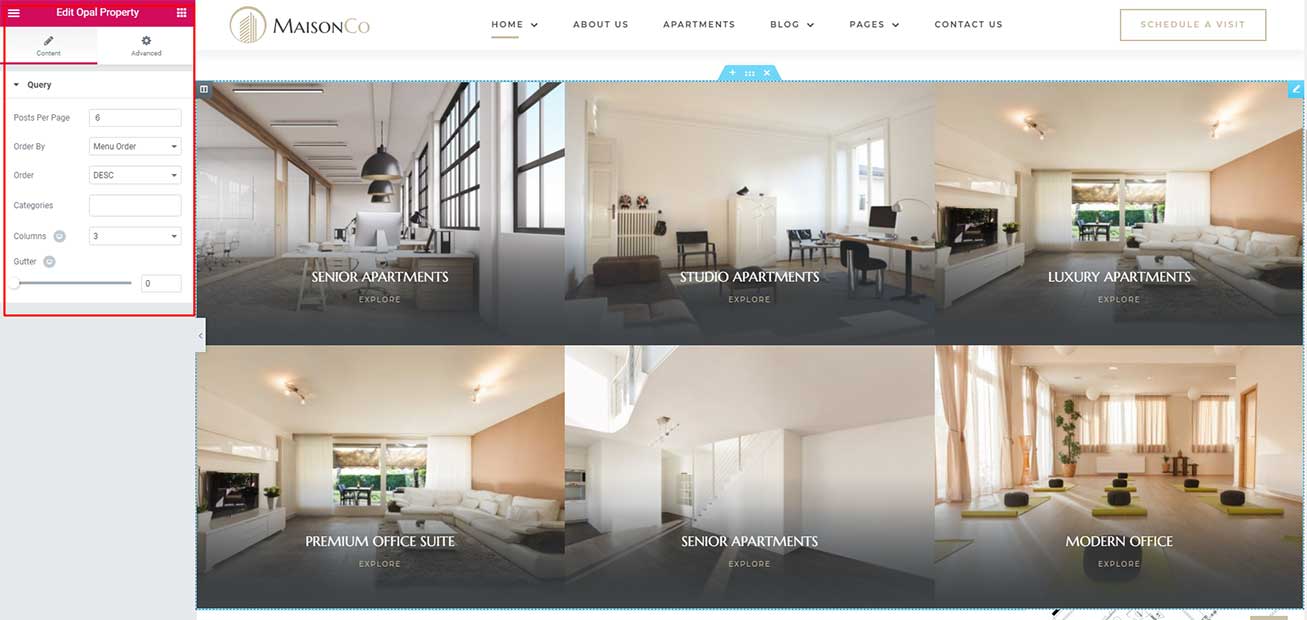 Edit Opal Property
Content
Advanced
Query
Posts Per Page
6
Order By
Menu Order
Order
DESC
Categories
Columns
3
Gutter
0
MAISONCO
HOME
ABOUT US
APARTMENTS
BLOG
PAGES
CONTACT US
SCHEDULE A VISIT
SENIOR APARTMENTS
EXPLORE
STUDIO APARTMENTS
EXPLORE
LUXURY APARTMENTS
EXPLORE
PREMIUM OFFICE SUITE
EXPLORE
SENIOR APARTMENTS
EXPLORE
MODERN OFFICE
EXPLORE